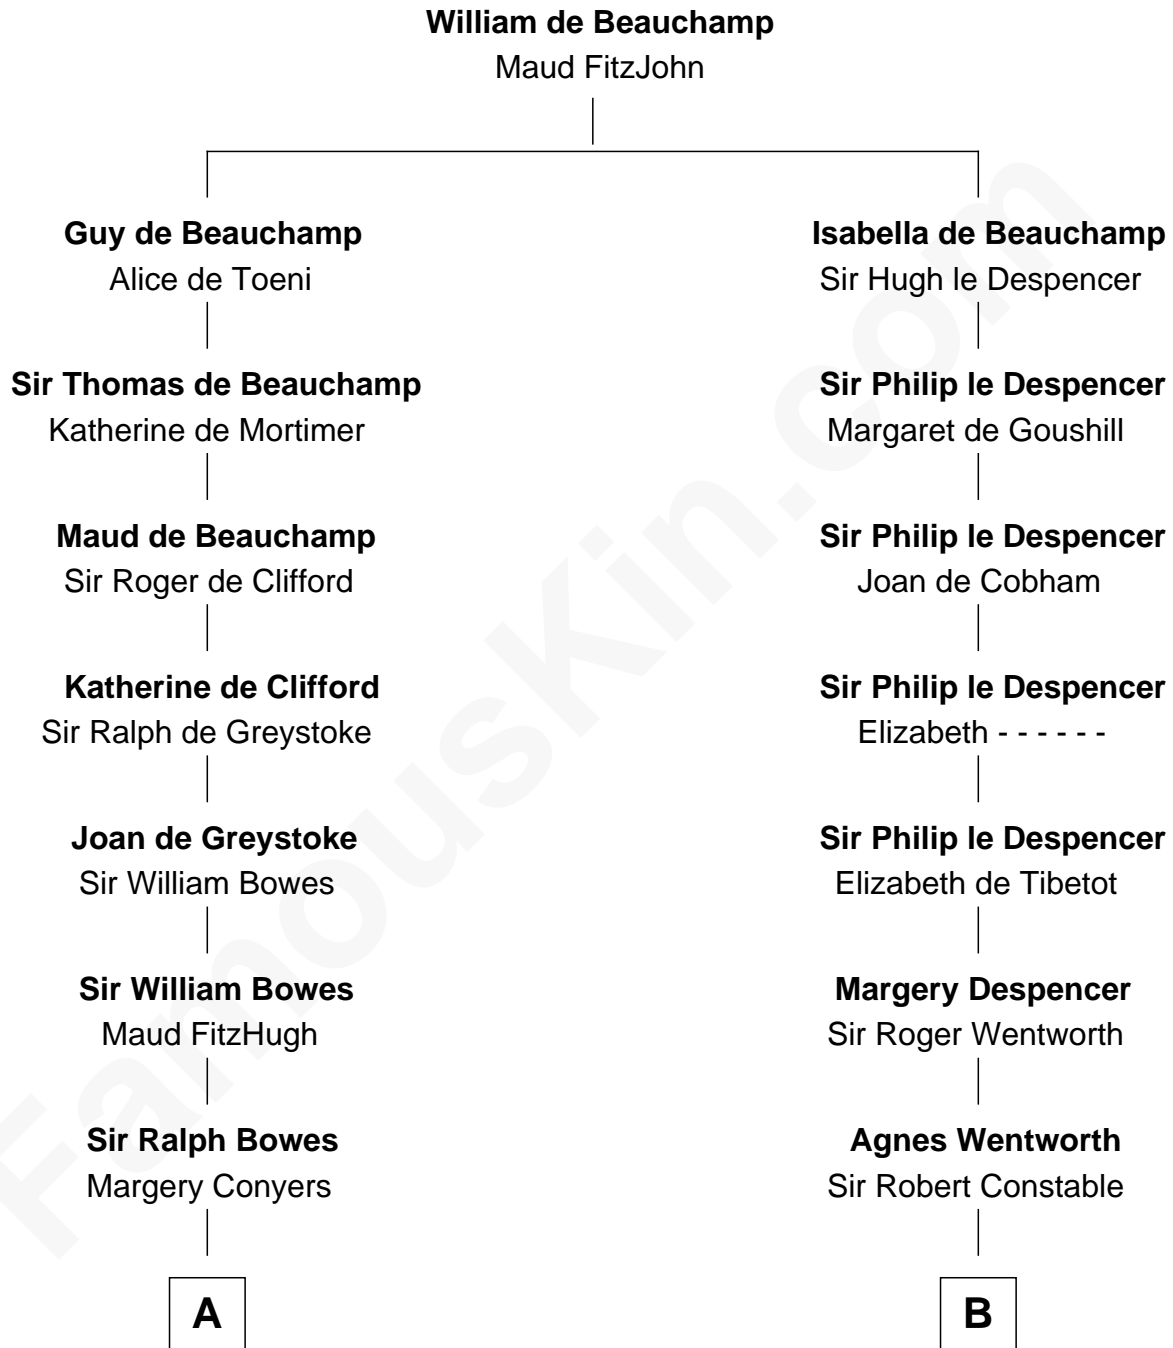 William de Beauchamp
Maud FitzJohn
Guy de Beauchamp
Alice de Toeni
Isabella de Beauchamp
Sir Hugh le Despencer
Sir Thomas de Beauchamp
Katherine de Mortimer
Sir Philip le Despencer
Margaret de Goushill
Maud de Beauchamp
Sir Roger de Clifford
Sir Philip le Despencer
Joan de Cobham
Katherine de Clifford
Sir Ralph de Greystoke
Sir Philip le Despencer
Elizabeth - - - - - -
Joan de Greystoke
Sir William Bowes
Sir Philip le Despencer
Elizabeth de Tibetot
Sir William Bowes
Maud FitzHugh
Margery Despencer
Sir Roger Wentworth
Sir Ralph Bowes
Margery Conyers
Agnes Wentworth
Sir Robert Constable
A
B
FamousKin.com